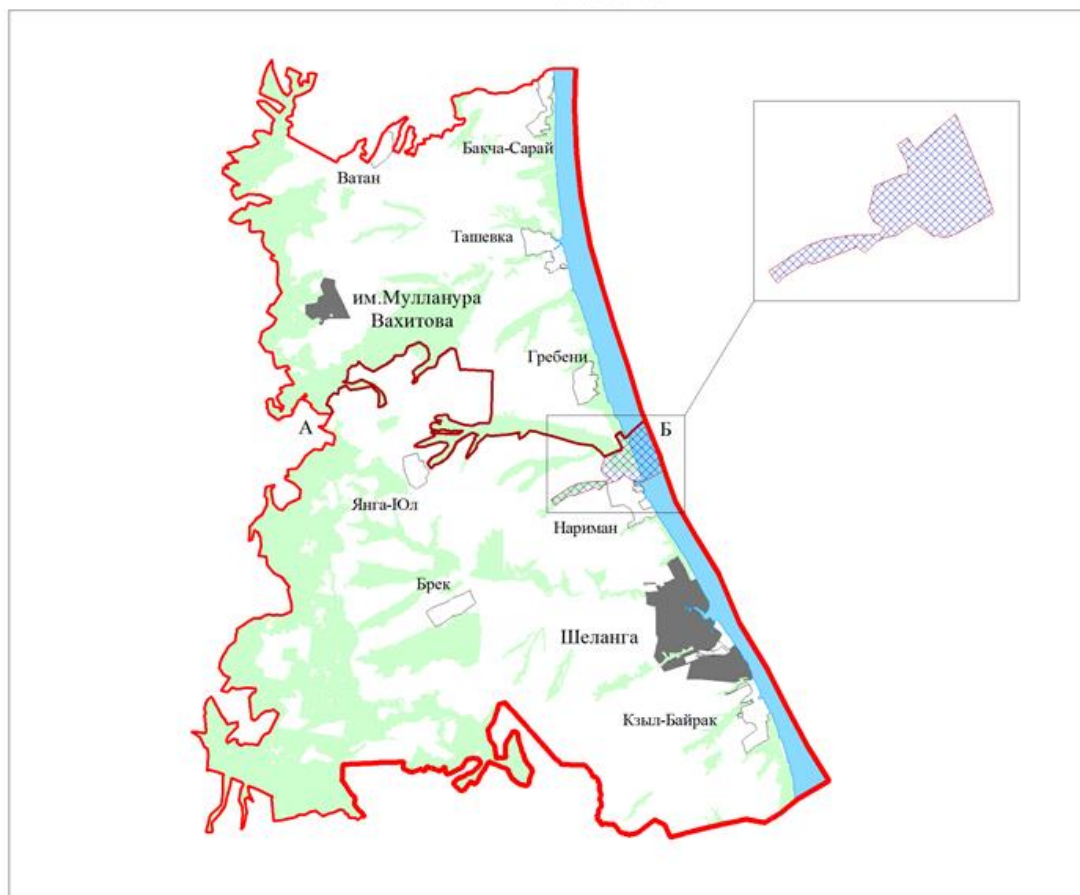 Бакча-Сарай
Ватан
Ташевка
им.Мулланура
Вахитова
Гребени
А
Б
Янга-Юл
Нариман
Брек
Шеланга
Кзыл-Байрак